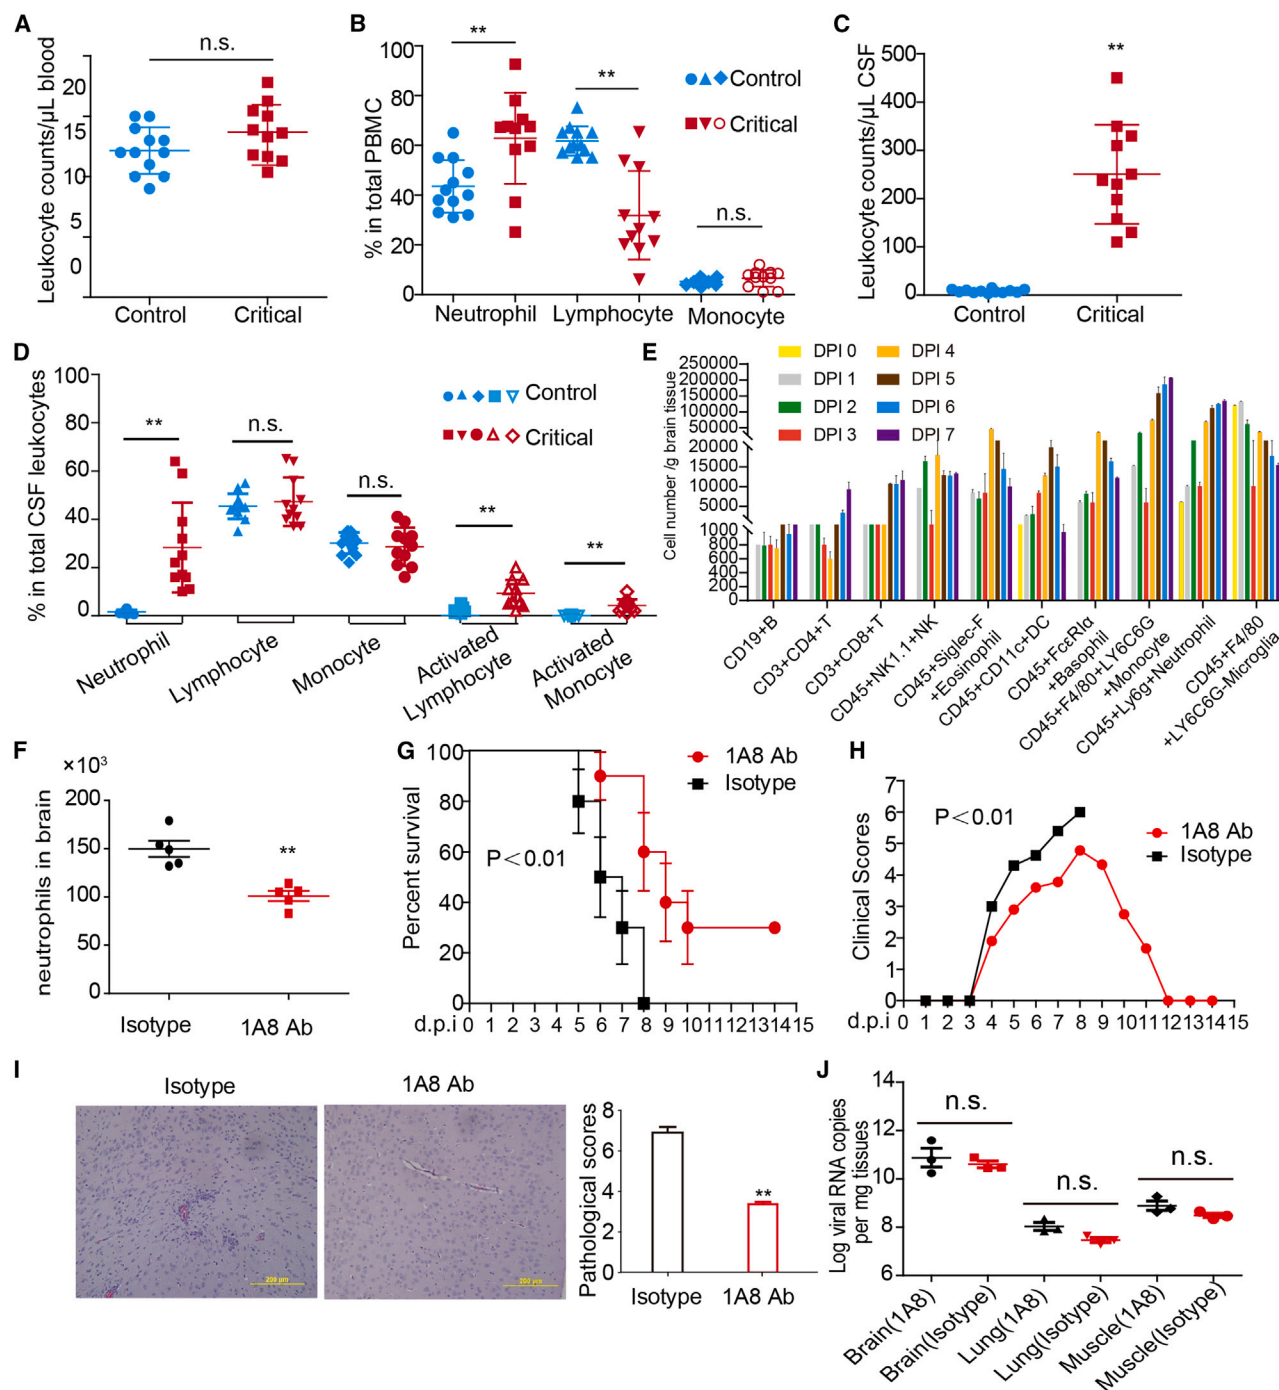 A
Leukocyte counts/μL blood
n.s.
20
15
10
5
0
Control
Critical
B
% in total PBMC
100
80
60
40
20
0
**
**
n.s.
Control
Critical
Neutrophil
Lymphocyte
Monocyte
C
Leukocyte counts/μL CSF
500
400
300
200
100
0
**
Control
Critical
D
% in total CSF leukocytes
100
80
60
40
20
0
**
n.s.
n.s.
**
**
Control
Critical
Neutrophil
Lymphocyte
Monocyte
Activated
Lymphocyte
Activated
Monocyte
E
Cell number /g brain tissue
250000
200000
150000
100000
50000
20000
15000
10000
5000
1000
800
600
400
200
0
DPI 0
DPI 1
DPI 2
DPI 3
DPI 4
DPI 5
DPI 6
DPI 7
CD19+B
CD3+CD4+T
CD3+CD8+T
CD45+NK1.1+NK
CD45+Siglec-F
+Eosinophil
CD45+CD11c+DC
CD45+FcεRIα
+Basophil
CD45+F4/80+LY6C6G
+Monocyte
CD45+Ly6g+Neutrophil
CD45+F4/80
+LY6C6G-Microglia
F
×10³
neutrophils in brain
200
150
100
50
0
**
Isotype
1A8 Ab
G
Percent survival
100
80
60
40
20
0
P<0.01
1A8 Ab
Isotype
d.p.i 0 1 2 3 4 5 6 7 8 9 10 11 12 13 14 15
H
Clinical Scores
7
6
5
4
3
2
1
0
P<0.01
1A8 Ab
Isotype
d.p.i 0 1 2 3 4 5 6 7 8 9 10 11 12 13 14 15
I
Isotype
1A8 Ab
200 μm
200 μm
Pathological scores
8
6
4
2
0
**
Isotype
1A8 Ab
J
Log viral RNA copies
per mg tissues
14
12
10
8
6
n.s.
n.s.
n.s.
Brain(1A8)
Brain(Isotype)
Lung(1A8)
Lung(Isotype)
Muscle(1A8)
Muscle(Isotype)